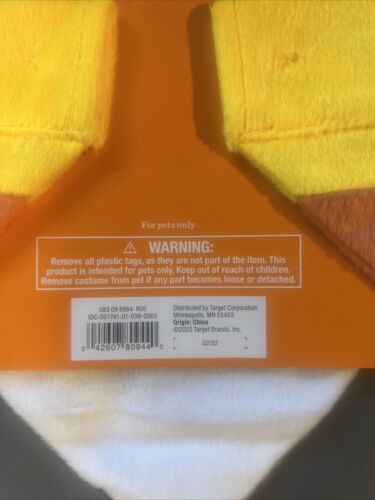 For pets only
⚠ WARNING:
Remove all plastic tags, as they are not part of the item. This
product is intended for pets only. Keep out of reach of children.
Remove costume from pet if any part becomes loose or detached.
083 09 8964 R00
IDC-001741-01-038-0063
0 42607 80944 0
Distributed by Target Corporation
Minneapolis, MN 55403
Origin: China
©2022 Target Brands, Inc.
02/22